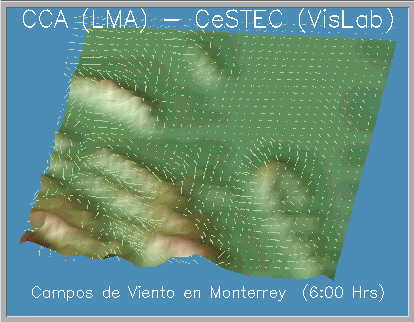 CCA (LMA) – CeSTEC (VisLab)
Campos de Viento en Monterrey (6:00 Hrs)